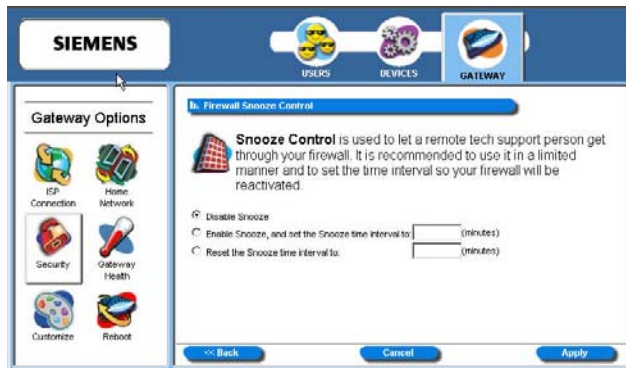 SIEMENS
USERS
DEVICES
GATEWAY
Gateway Options
ISP
Connection
Home
Network
Security
Gateway
Health
Customize
Reboot
Firewall Snooze Control
Snooze Control is used to let a remote tech support person get
through your firewall. It is recommended to use it in a limited
manner and to set the time interval so your firewall will be
reactivated.
Disable Snooze
Enable Snooze, and set the Snooze time interval to: (minutes)
Reset the Snooze time interval to: (minutes)
<< Back
Cancel
Apply